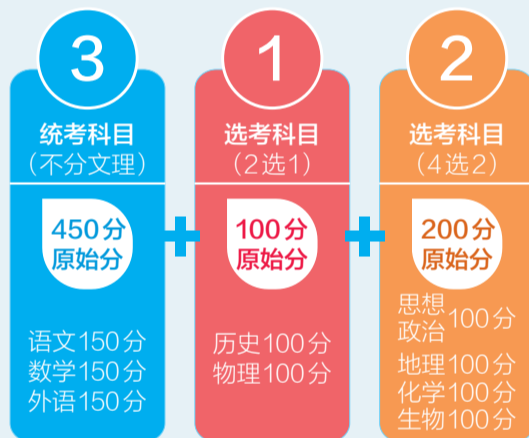 3
统考科目
（不分文理）
450分
原始分
语文150分
数学150分
外语150分
+
1
选考科目
（2选1）
100分
原始分
历史100分
物理100分
+
2
选考科目
（4选2）
200分
原始分
思想
政治100分
地理100分
化学100分
生物100分